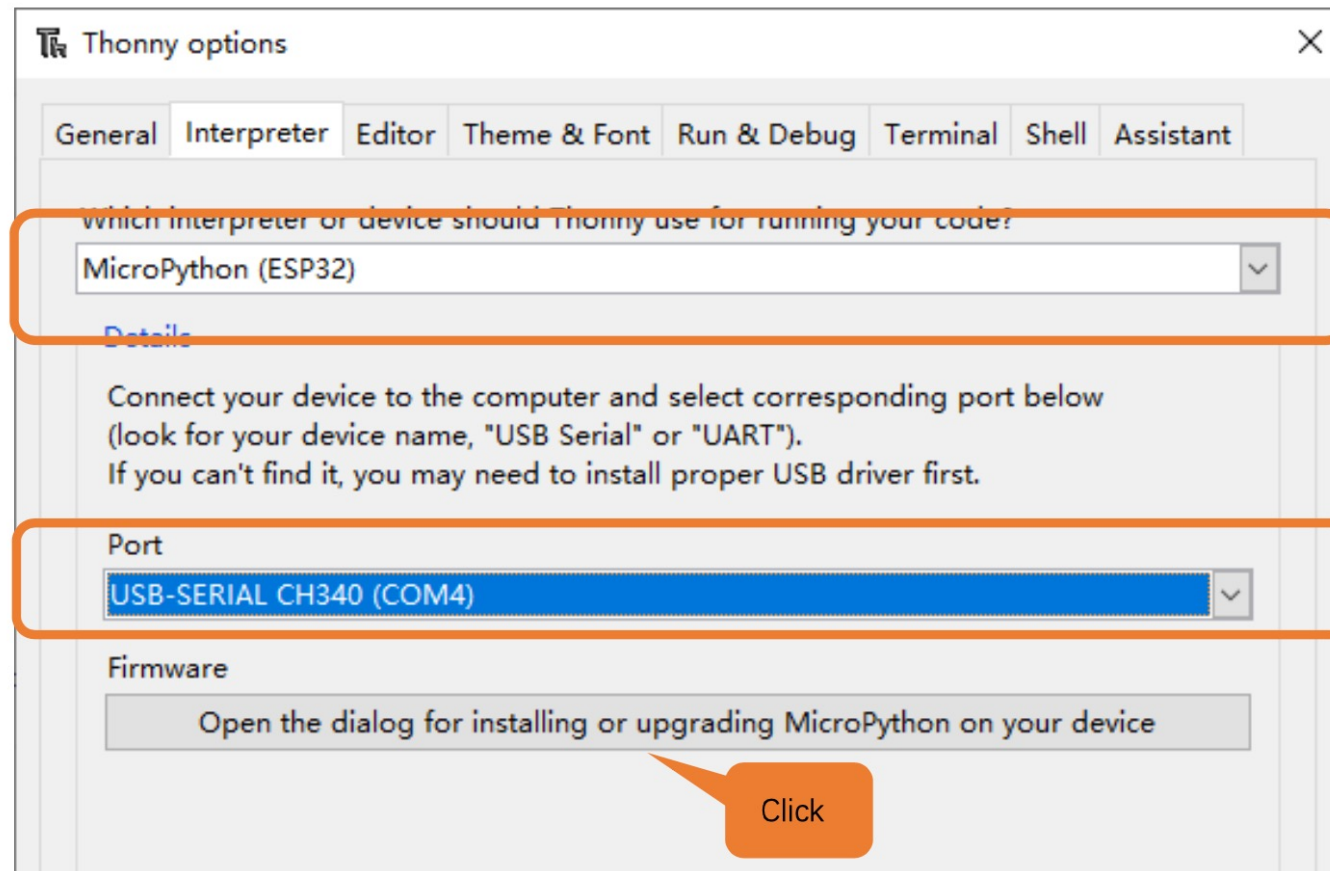 Thonny options
General Interpreter Editor Theme & Font Run & Debug Terminal Shell Assistant
Which interpreter or device should Thonny use for running your code?
MicroPython (ESP32)
Details
Connect your device to the computer and select corresponding port below
(look for your device name, "USB Serial" or "UART").
If you can't find it, you may need to install proper USB driver first.
Port
USB-SERIAL CH340 (COM4)
Firmware
Open the dialog for installing or upgrading MicroPython on your device
Click